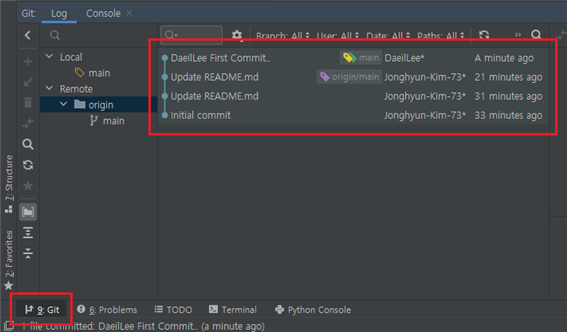 Git: Log Console
Branch: All User: All Date: All Paths: All »
Local
main
Remote
origin
main
DaeilLee First Commit.. main DaeilLee* A minute ago
Update README.md origin/main Jonghyun-Kim-73* 21 minutes ago
Update README.md Jonghyun-Kim-73* 31 minutes ago
Initial commit Jonghyun-Kim-73* 33 minutes ago
7: Structure
2: Favorites
9: Git 6: Problems TODO Terminal Python Console
1 file committed: DaeilLee First Commit.. (a minute ago)